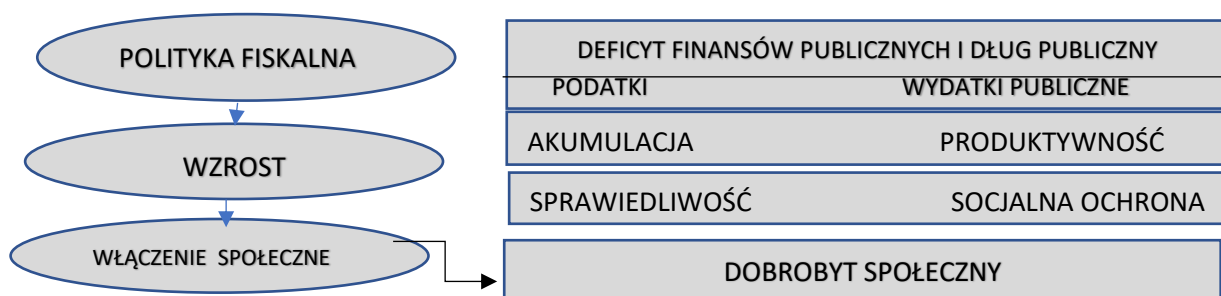 POLITYKA FISKALNA
DEFICYT FINANSÓW PUBLICZNYCH I DŁUG PUBLICZNY
PODATKI WYDATKI PUBLICZNE
WZROST
AKUMULACJA PRODUKTYWNOŚĆ
WŁĄCZENIE SPOŁECZNE
SPRAWIEDLIWOŚĆ SOCJALNA OCHRONA
DOBROBYT SPOŁECZNY